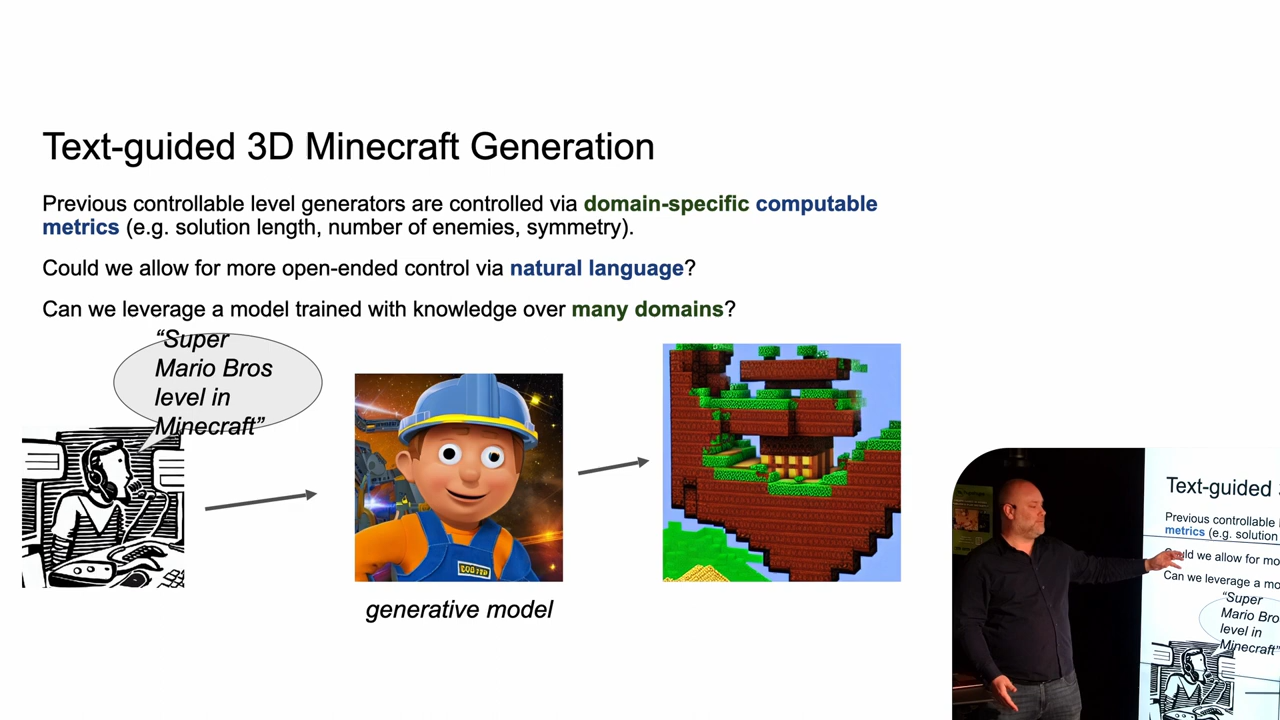 Text-guided 3D Minecraft Generation
Previous controllable level generators are controlled via domain-specific computable
metrics (e.g. solution length, number of enemies, symmetry).
Could we allow for more open-ended control via natural language?
Can we leverage a model trained with knowledge over many domains?
“Super
Mario Bros
level in
Minecraft”
generative model
Text-guided
Previous controllable
metrics (e.g. solution
Could we allow for mo
Can we leverage a mo
“Super
Mario Bro
level in
Minecraft”